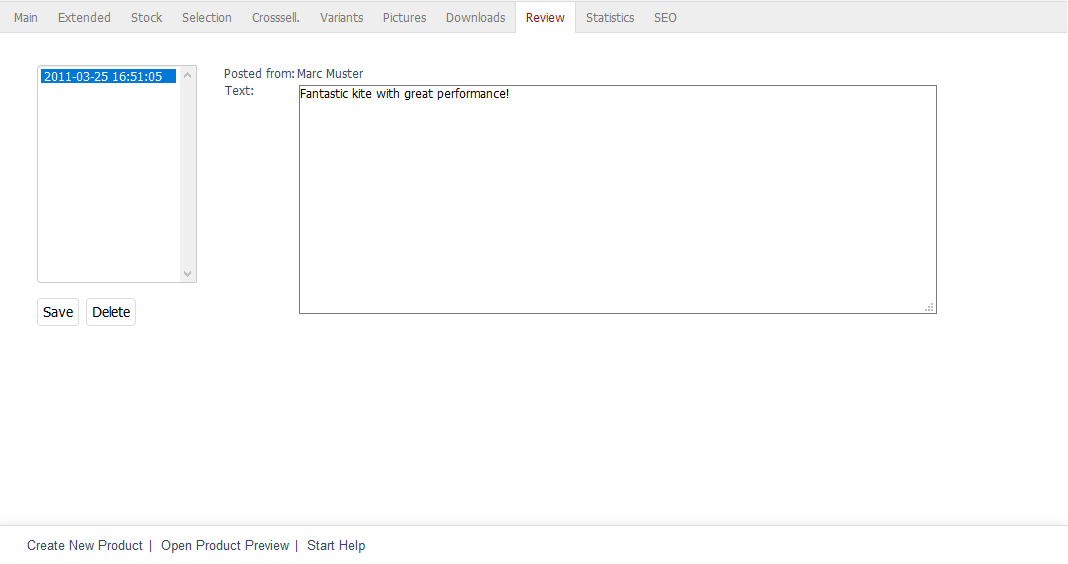 Main Extended Stock Selection Crosssell. Variants Pictures Downloads Review Statistics SEO
2011-03-25 16:51:05
Posted from: Marc Muster
Text:
Fantastic kite with great performance!
Save Delete
Create New Product | Open Product Preview | Start Help